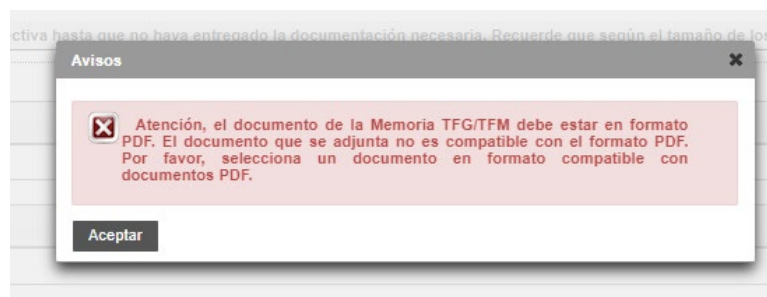 ctiva hasta que no haya entregado la documentación necesaria. Recuerde que según el tamaño de los
Avisos
Atención, el documento de la Memoria TFG/TFM debe estar en formato
PDF. El documento que se adjunta no es compatible con el formato PDF.
Por favor, selecciona un documento en formato compatible con
documentos PDF.
Aceptar